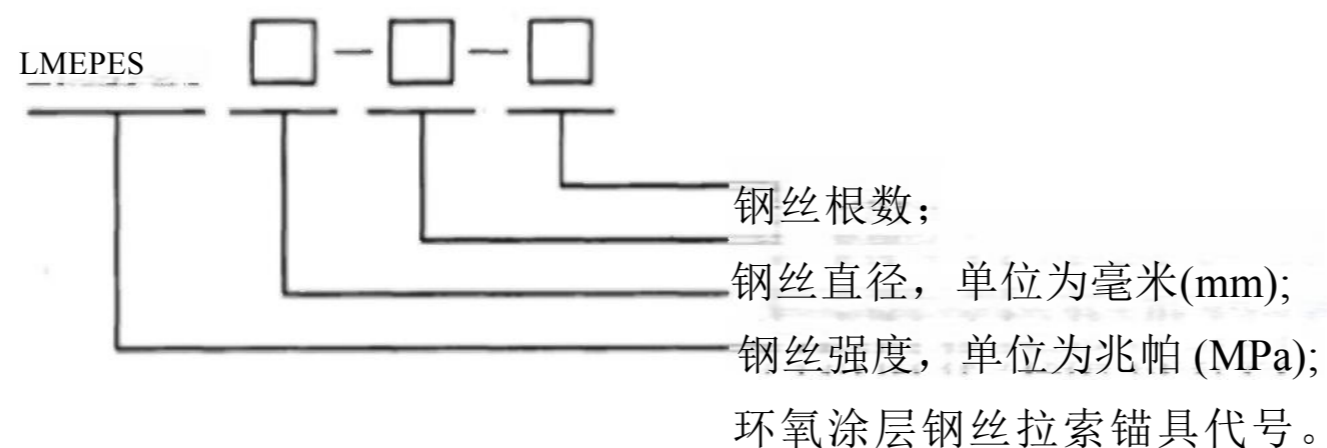 LMEPES □-□-□
钢丝根数；
钢丝直径，单位为毫米(mm);
钢丝强度，单位为兆帕 (MPa);
环氧涂层钢丝拉索锚具代号。